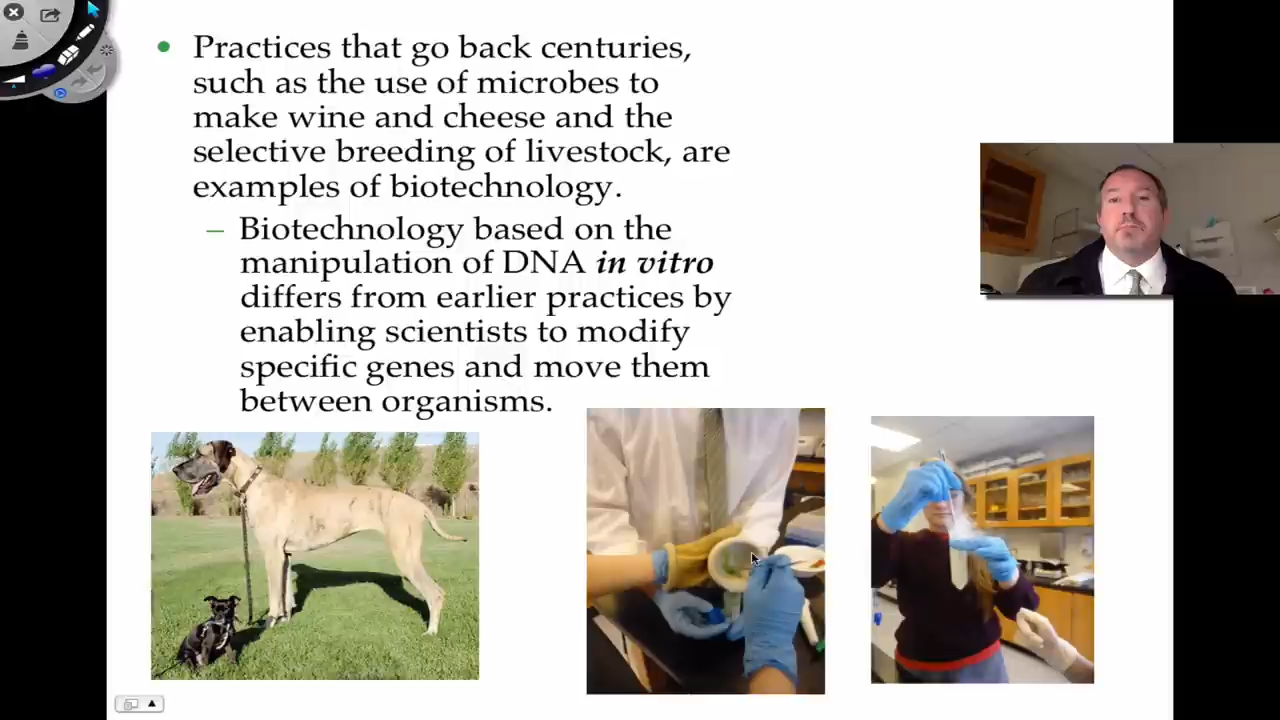 Practices that go back centuries,
such as the use of microbes to
make wine and cheese and the
selective breeding of livestock, are
examples of biotechnology.
– Biotechnology based on the
manipulation of DNA in vitro
differs from earlier practices by
enabling scientists to modify
specific genes and move them
between organisms.